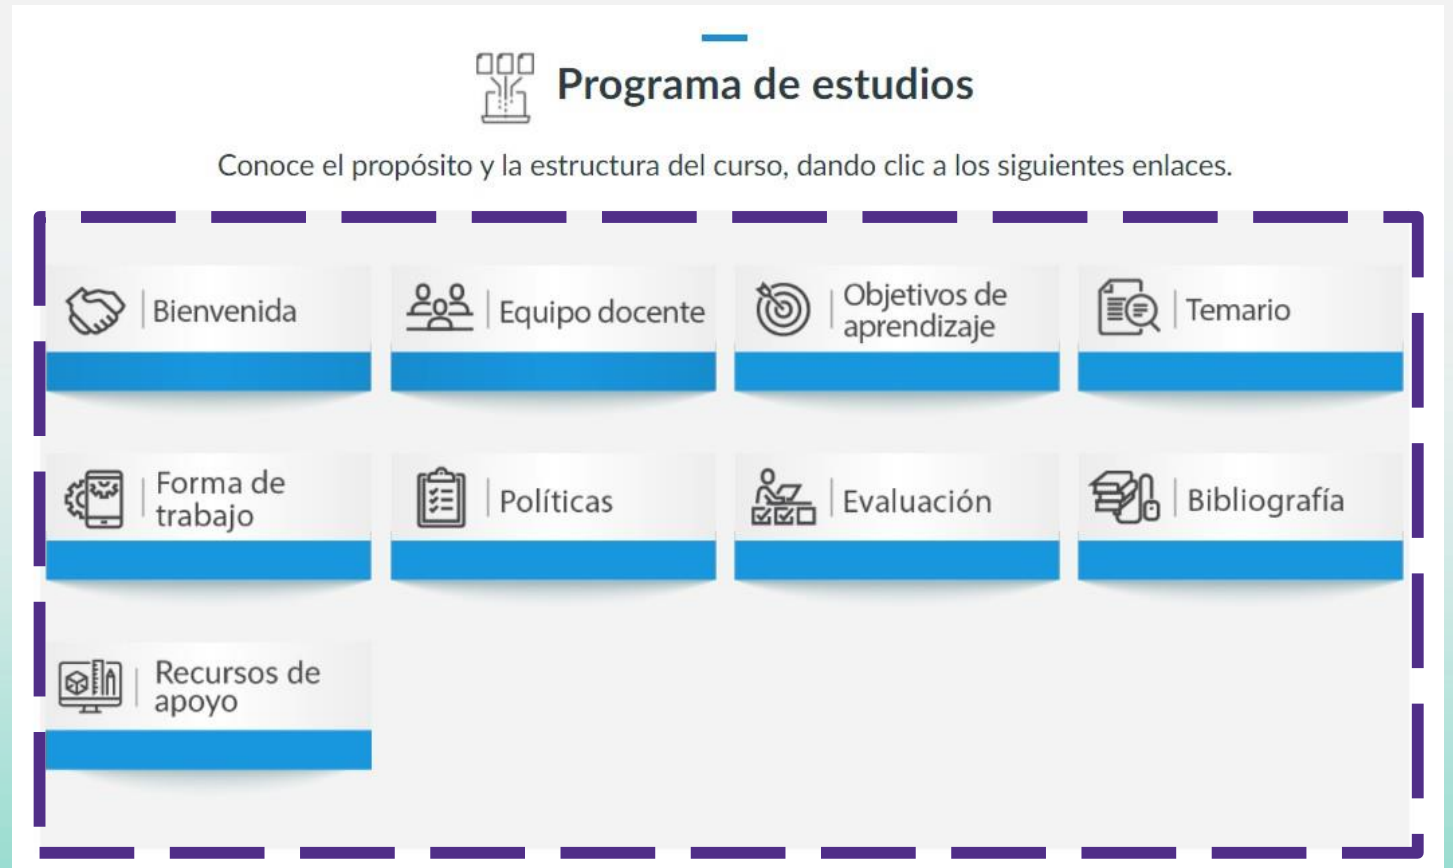 Programa de estudios
Conoce el propósito y la estructura del curso, dando clic a los siguientes enlaces.
Bienvenida
Equipo docente
Objetivos de
aprendizaje
Temario
Forma de
trabajo
Políticas
Evaluación
Bibliografía
Recursos de
apoyo